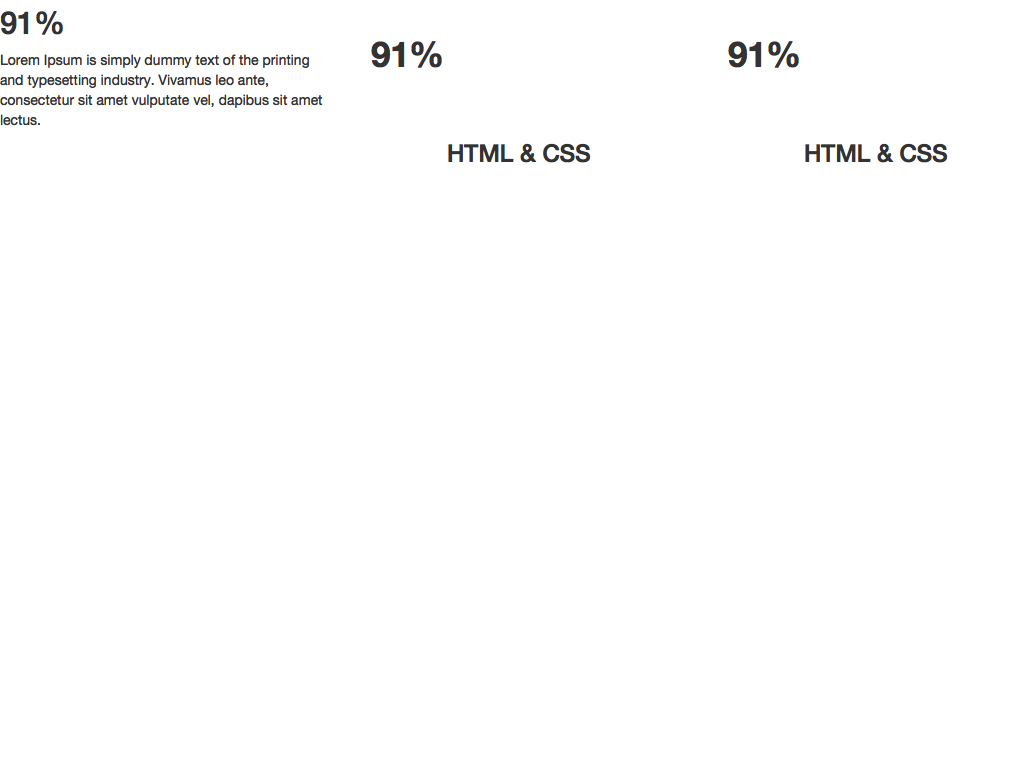 91%
Lorem Ipsum is simply dummy text of the printing
and typesetting industry. Vivamus leo ante,
consectetur sit amet vulputate vel, dapibus sit amet
lectus.
91%
HTML & CSS
91%
HTML & CSS